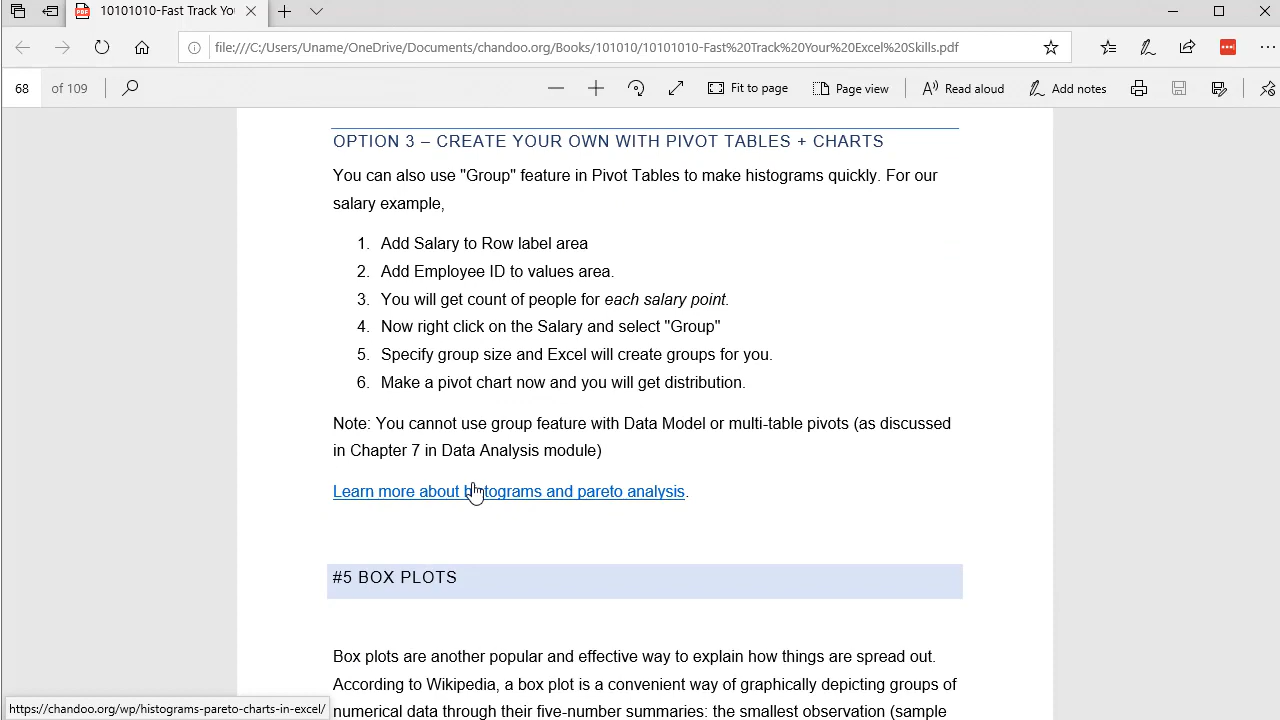 10101010-Fast Track Yo
file:///C:/Users/Uname/OneDrive/Documents/chandoo.org/Books/101010/10101010-Fast%20Track%20Your%20Excel%20Skills.pdf
68 of 109 Fit to page Page view Read aloud Add notes
OPTION 3 – CREATE YOUR OWN WITH PIVOT TABLES + CHARTS
You can also use "Group" feature in Pivot Tables to make histograms quickly. For our
salary example,
1. Add Salary to Row label area
2. Add Employee ID to values area.
3. You will get count of people for each salary point.
4. Now right click on the Salary and select "Group"
5. Specify group size and Excel will create groups for you.
6. Make a pivot chart now and you will get distribution.
Note: You cannot use group feature with Data Model or multi-table pivots (as discussed
in Chapter 7 in Data Analysis module)
Learn more about histograms and pareto analysis.
#5 BOX PLOTS
Box plots are another popular and effective way to explain how things are spread out.
According to Wikipedia, a box plot is a convenient way of graphically depicting groups of
numerical data through their five-number summaries: the smallest observation (sample
https://chandoo.org/wp/histograms-pareto-charts-in-excel/